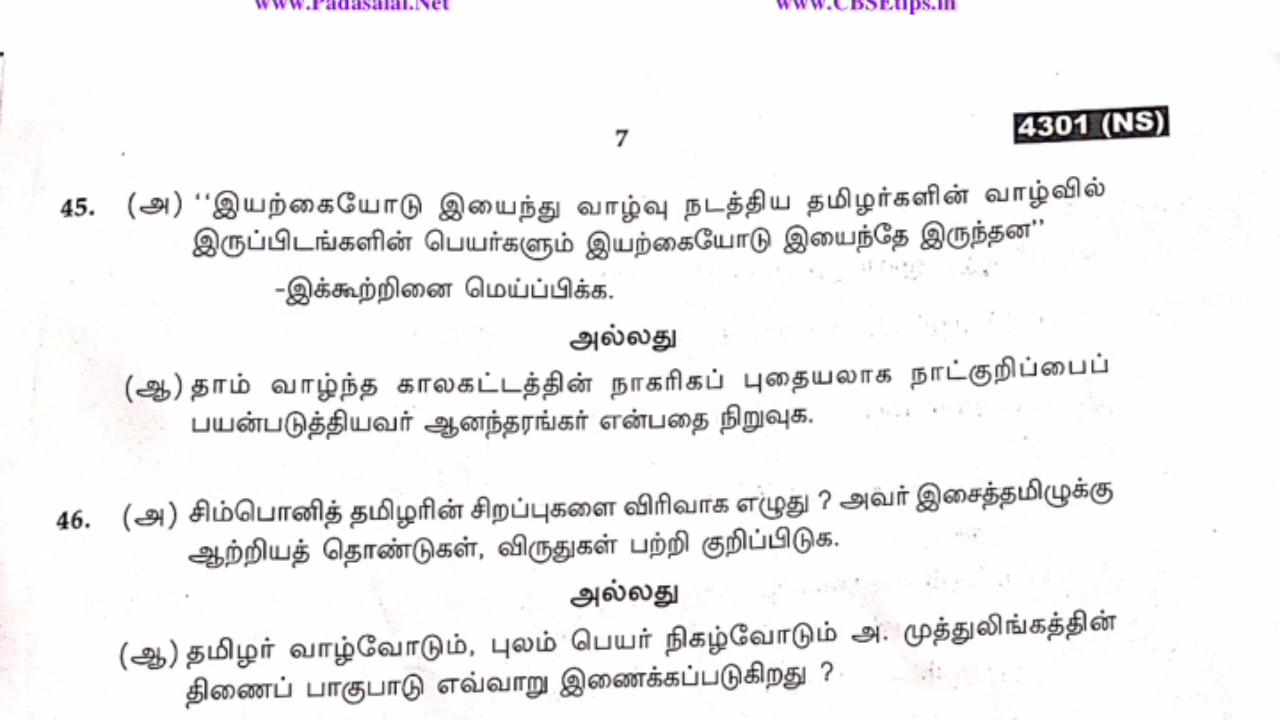 www.Padasalai.Net www.CBSEtips.in
7 4301 (NS)
45. (அ) ‘‘இயற்கையோடு இயைந்து வாழ்வு நடத்திய தமிழர்களின் வாழ்வில்
இருப்பிடங்களின் பெயர்களும் இயற்கையோடு இயைந்தே இருந்தன’’
-இக்கூற்றினை மெய்ப்பிக்க.
அல்லது
(ஆ) தாம் வாழ்ந்த காலகட்டத்தின் நாகரிகப் புதையலாக நாட்குறிப்பைப்
பயன்படுத்தியவர் ஆனந்தரங்கர் என்பதை நிறுவுக.
46. (அ) சிம்பொனித் தமிழரின் சிறப்புகளை விரிவாக எழுது ? அவர் இசைத்தமிழுக்கு
ஆற்றியத் தொண்டுகள், விருதுகள் பற்றி குறிப்பிடுக.
அல்லது
(ஆ) தமிழர் வாழ்வோடும், புலம் பெயர் நிகழ்வோடும் அ. முத்துலிங்கத்தின்
திணைப் பாகுபாடு எவ்வாறு இணைக்கப்படுகிறது ?